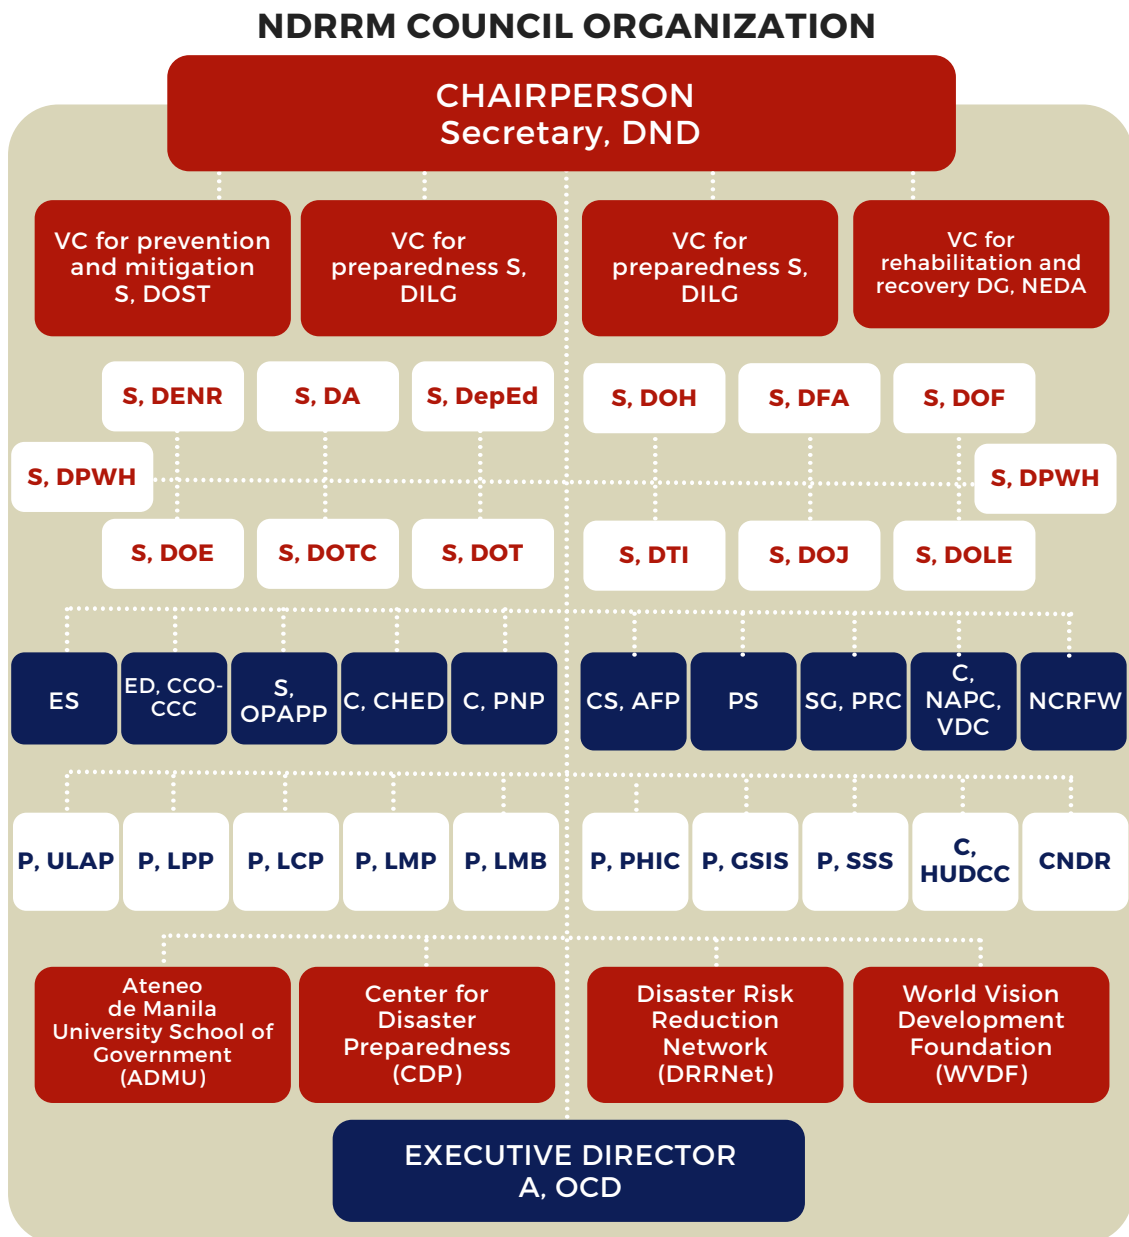 NDRRM COUNCIL ORGANIZATION
CHAIRPERSON
Secretary, DND
VC for prevention
and mitigation
S, DOST
VC for
preparedness S,
DILG
VC for
preparedness S,
DILG
VC for
rehabilitation and
recovery DG, NEDA
S, DENR
S, DA
S, DepEd
S, DOH
S, DFA
S, DOF
S, DPWH
S, DPWH
S, DOE
S, DOTC
S, DOT
S, DTI
S, DOJ
S, DOLE
ES
ED, CCO-
CCC
S,
OPAPP
C, CHED
C, PNP
CS, AFP
PS
SG, PRC
C,
NAPC,
VDC
NCRFW
P, ULAP
P, LPP
P, LCP
P, LMP
P, LMB
P, PHIC
P, GSIS
P, SSS
C,
HUDCC
CNDR
Ateneo
de Manila
University School of
Government
(ADMU)
Center for
Disaster
Preparedness
(CDP)
Disaster Risk
Reduction
Network
(DRRNet)
World Vision
Development
Foundation
(WVDF)
EXECUTIVE DIRECTOR
A, OCD